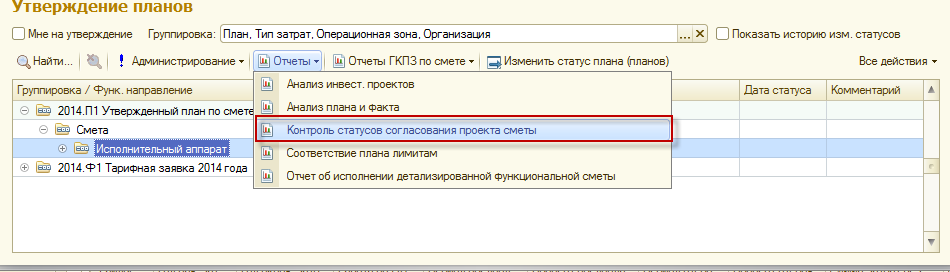 Утверждение планов
Мне на утверждение Группировка: План, Тип затрат, Операционная зона, Организация ... x Показать историю изм. статусов
Найти... Администрирование Отчеты Отчеты ГКПЗ по смете Изменить статус плана (планов) Все действия
Группировка / Функ. направление Дата статуса Комментарий
Анализ инвест. проектов
2014.П1 Утвержденный план по смете Анализ плана и факта
Смета Контроль статусов согласования проекта сметы
Исполнительный аппарат Соответствие плана лимитам
2014.Ф1 Тарифная заявка 2014 года Отчет об исполнении детализированной функциональной сметы